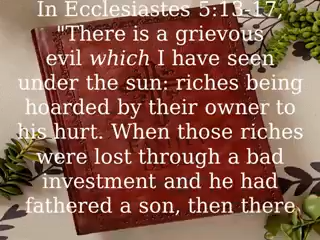 In Ecclesiastes 5:13-17,
"There is a grievous
evil which I have seen
under the sun: riches being
hoarded by their owner to
his hurt. When those riches
were lost through a bad
investment and he had
fathered a son, then there